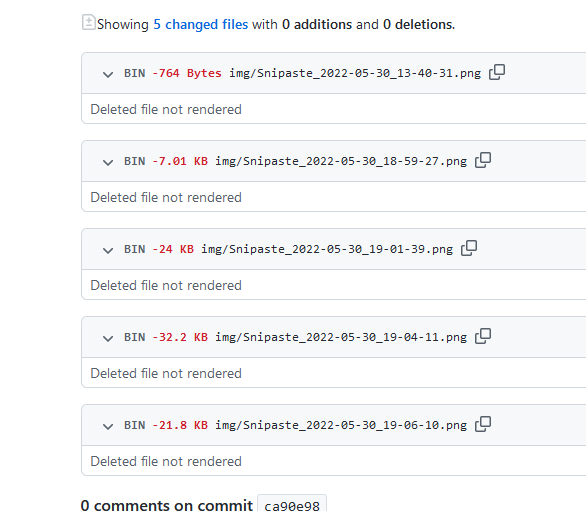 Showing 5 changed files with 0 additions and 0 deletions.
BIN -764 Bytes img/Snipaste_2022-05-30_13-40-31.png
Deleted file not rendered
BIN -7.01 KB img/Snipaste_2022-05-30_18-59-27.png
Deleted file not rendered
BIN -24 KB img/Snipaste_2022-05-30_19-01-39.png
Deleted file not rendered
BIN -32.2 KB img/Snipaste_2022-05-30_19-04-11.png
Deleted file not rendered
BIN -21.8 KB img/Snipaste_2022-05-30_19-06-10.png
Deleted file not rendered
0 comments on commit ca90e98